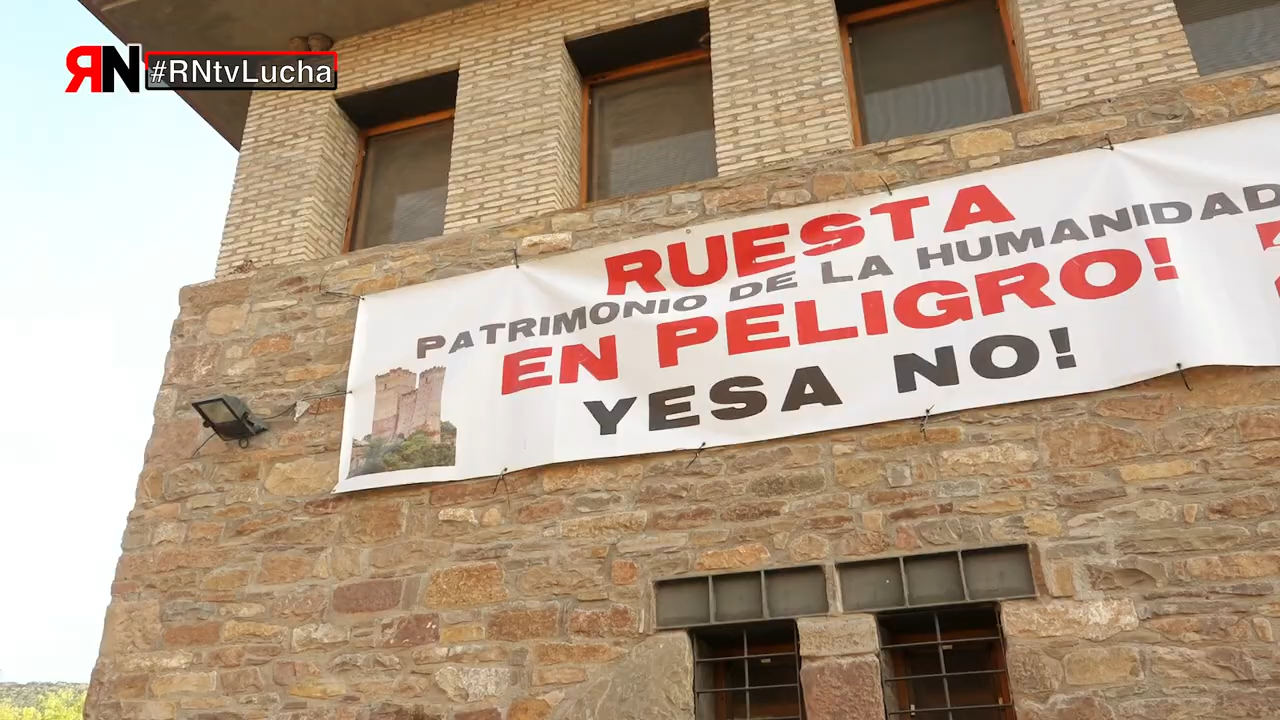 RN #RNtvLucha
RUESTA
PATRIMONIO DE LA HUMANIDAD
EN PELIGRO!
YESA NO!